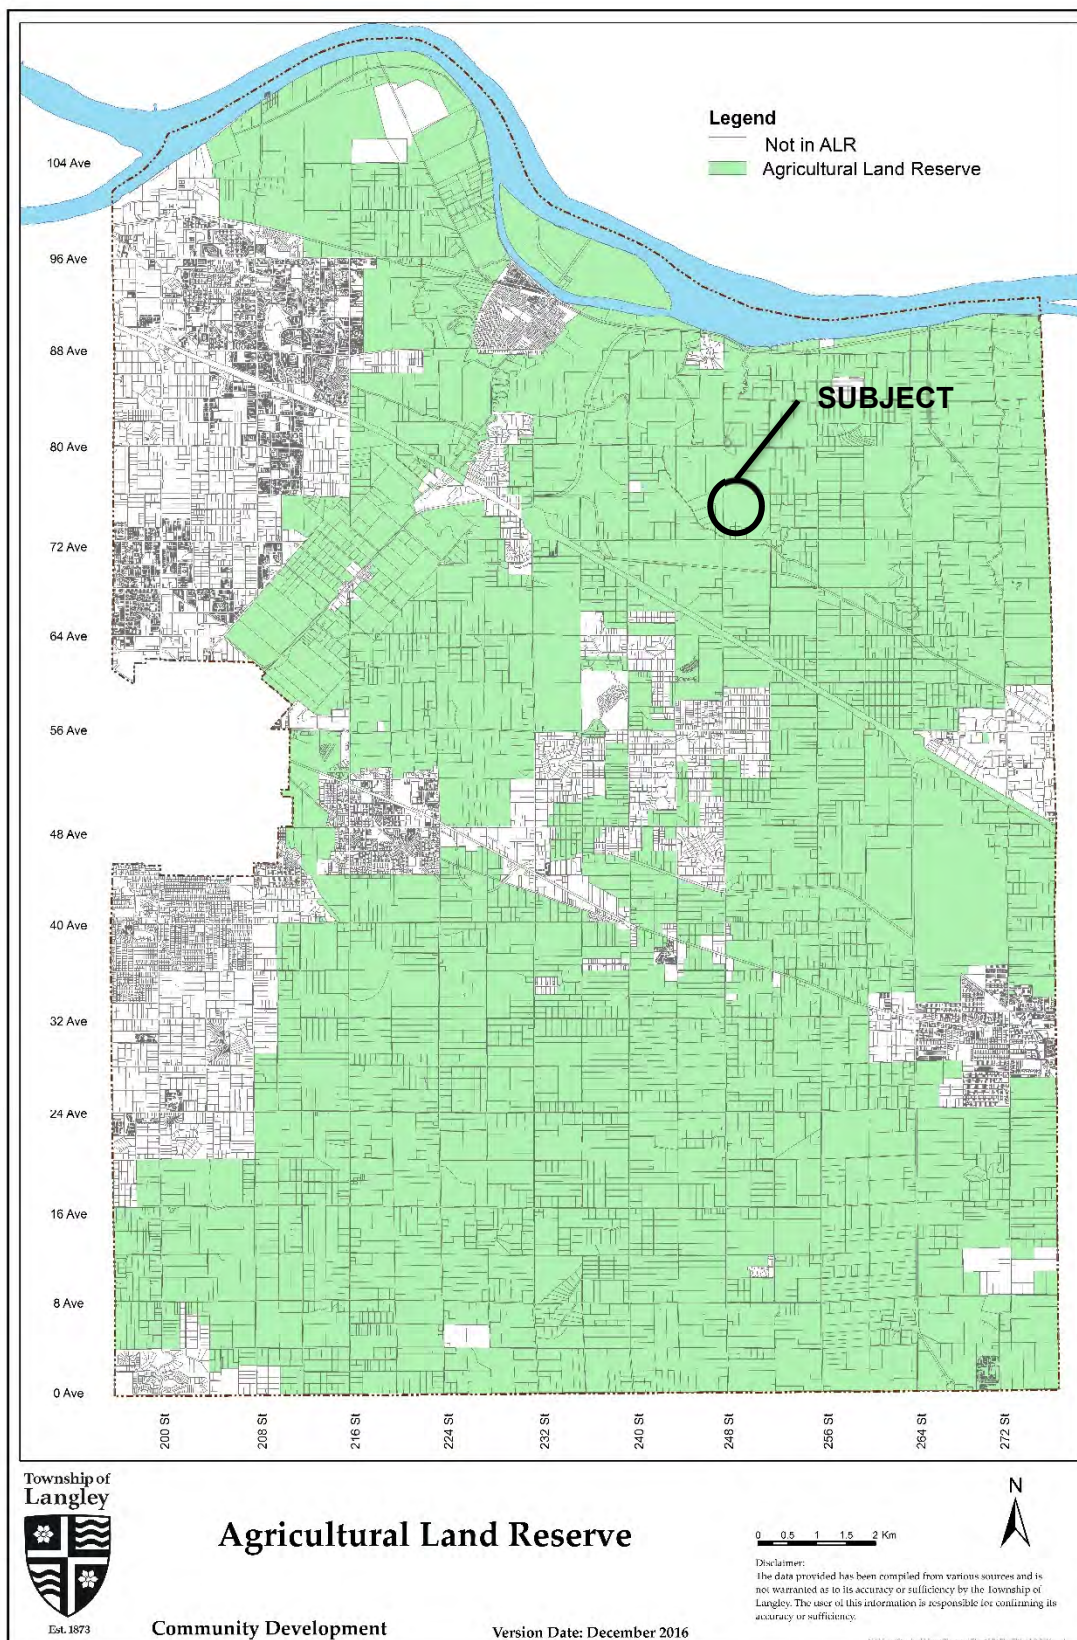 Legend
Not in ALR
Agricultural Land Reserve
104 Ave
96 Ave
88 Ave
SUBJECT
80 Ave
72 Ave
64 Ave
56 Ave
48 Ave
40 Ave
32 Ave
24 Ave
16 Ave
8 Ave
0 Ave
200 St
208 St
216 St
224 St
232 St
240 St
248 St
256 St
264 St
272 St
Township of
Langley
Est. 1873
Agricultural Land Reserve
Community Development
Version Date: December 2016
0 0.5 1 1.5 2 Km
N
Disclaimer:
The data provided has been compiled from various sources and is
not warranted as to its accuracy or sufficiency by the Township of
Langley. The user of this information is responsible for confirming its
accuracy or sufficiency.